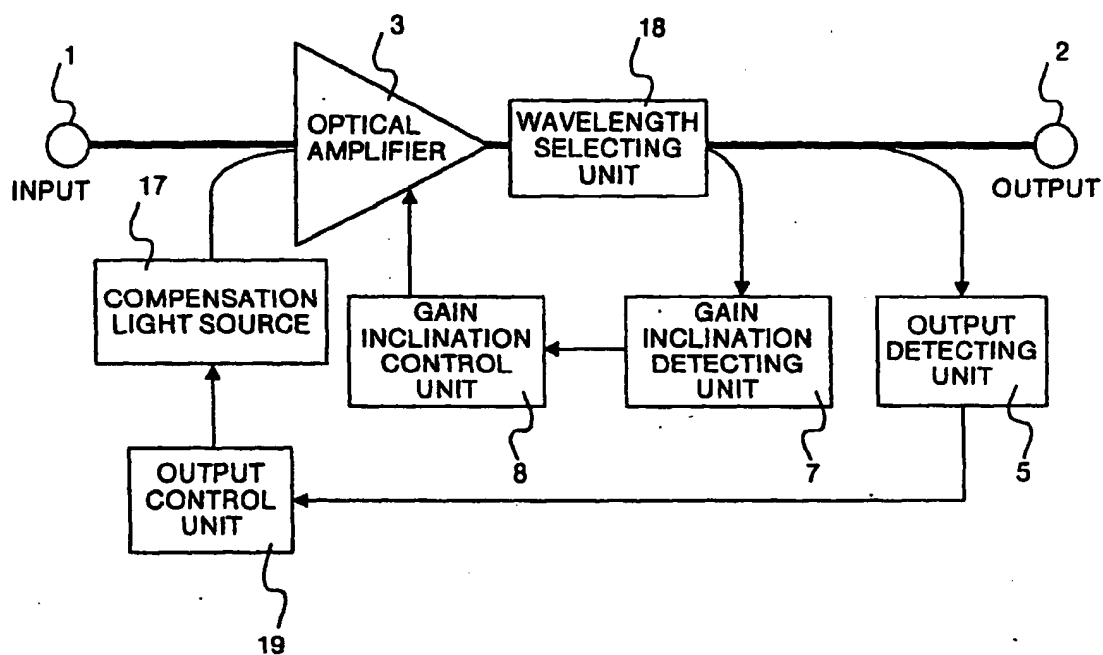 3
18
1
2
OPTICAL
AMPLIFIER
WAVELENGTH
SELECTING
UNIT
INPUT
OUTPUT
17
COMPENSATION
LIGHT SOURCE
GAIN
INCLINATION
CONTROL
UNIT
GAIN
INCLINATION
DETECTING
UNIT
OUTPUT
DETECTING
UNIT
8
7
5
OUTPUT
CONTROL
UNIT
19